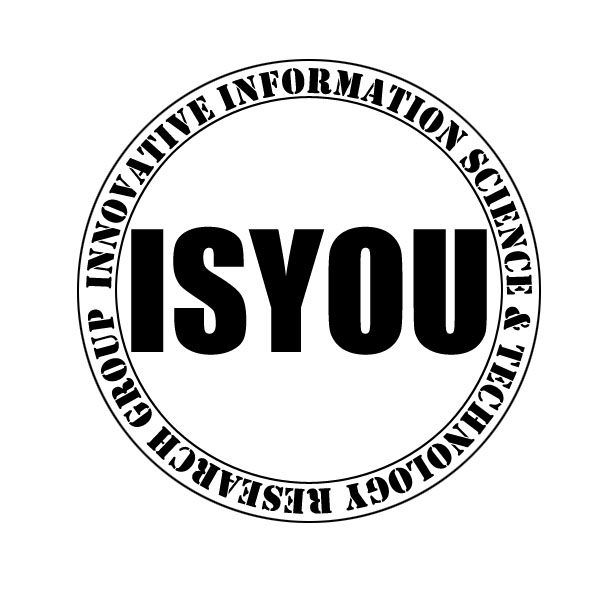 INNOVATIVE INFORMATION SCIENCE & TECHNOLOGY RESEARCH GROUP
ISYOU